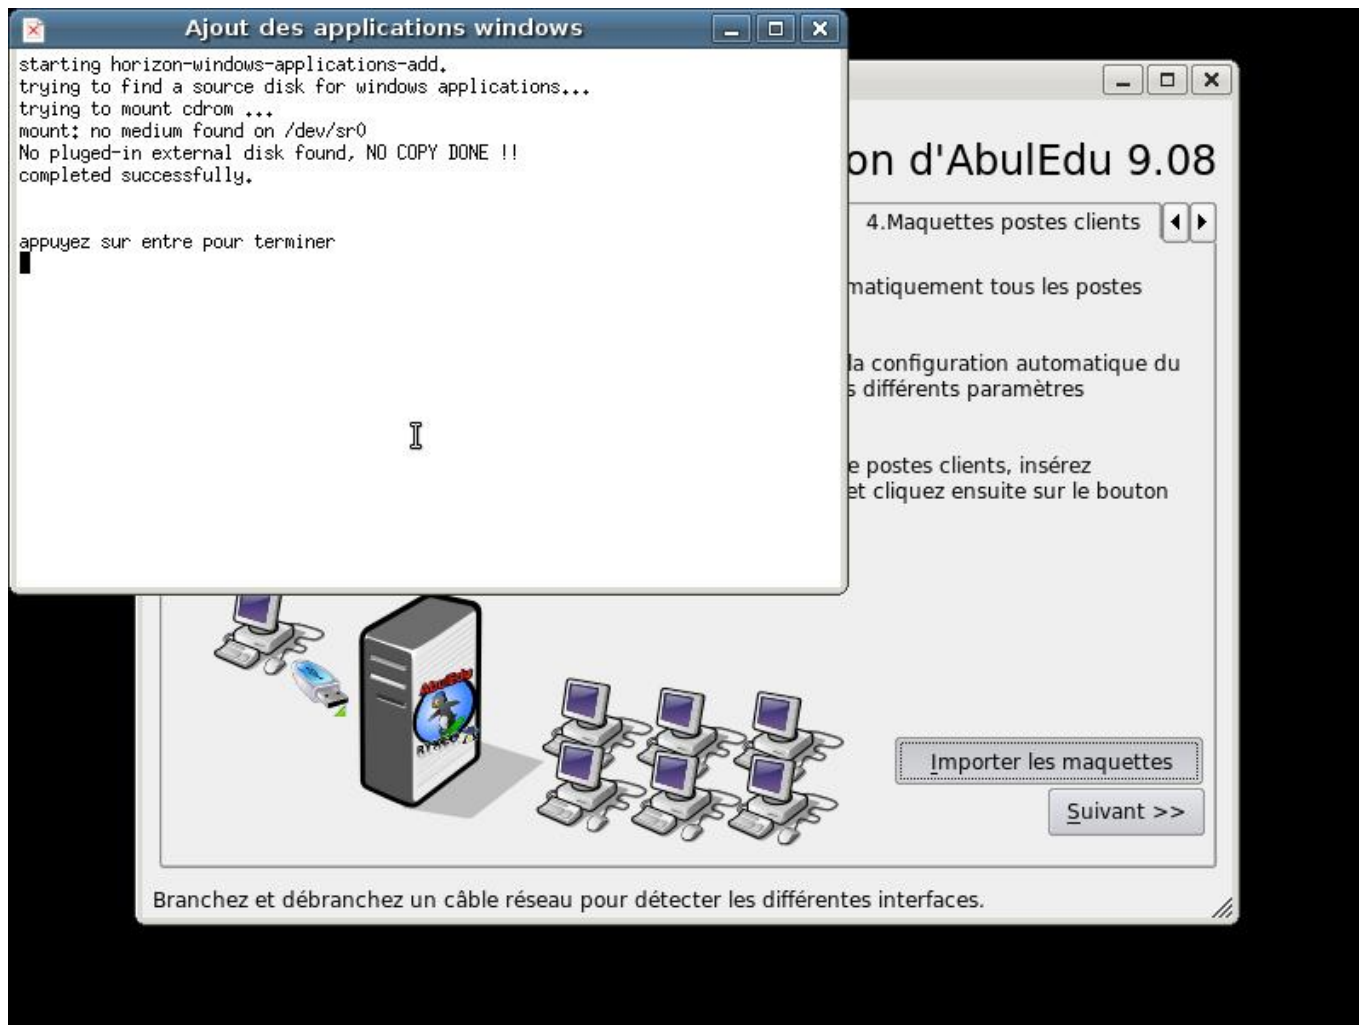 Ajout des applications windows
starting horizon-windows-applications-add.
trying to find a source disk for windows applications...
trying to mount cdrom ...
mount: no medium found on /dev/sr0
No pluged-in external disk found, NO COPY DONE !!
completed successfully.
appuyez sur entre pour terminer
on d'AbulEdu 9.08
4.Maquettes postes clients
matiquement tous les postes
la configuration automatique du
s différents paramètres
e postes clients, insérez
et cliquez ensuite sur le bouton
AbulEdu
Importer les maquettes
Suivant >>
Branchez et débranchez un câble réseau pour détecter les différentes interfaces.